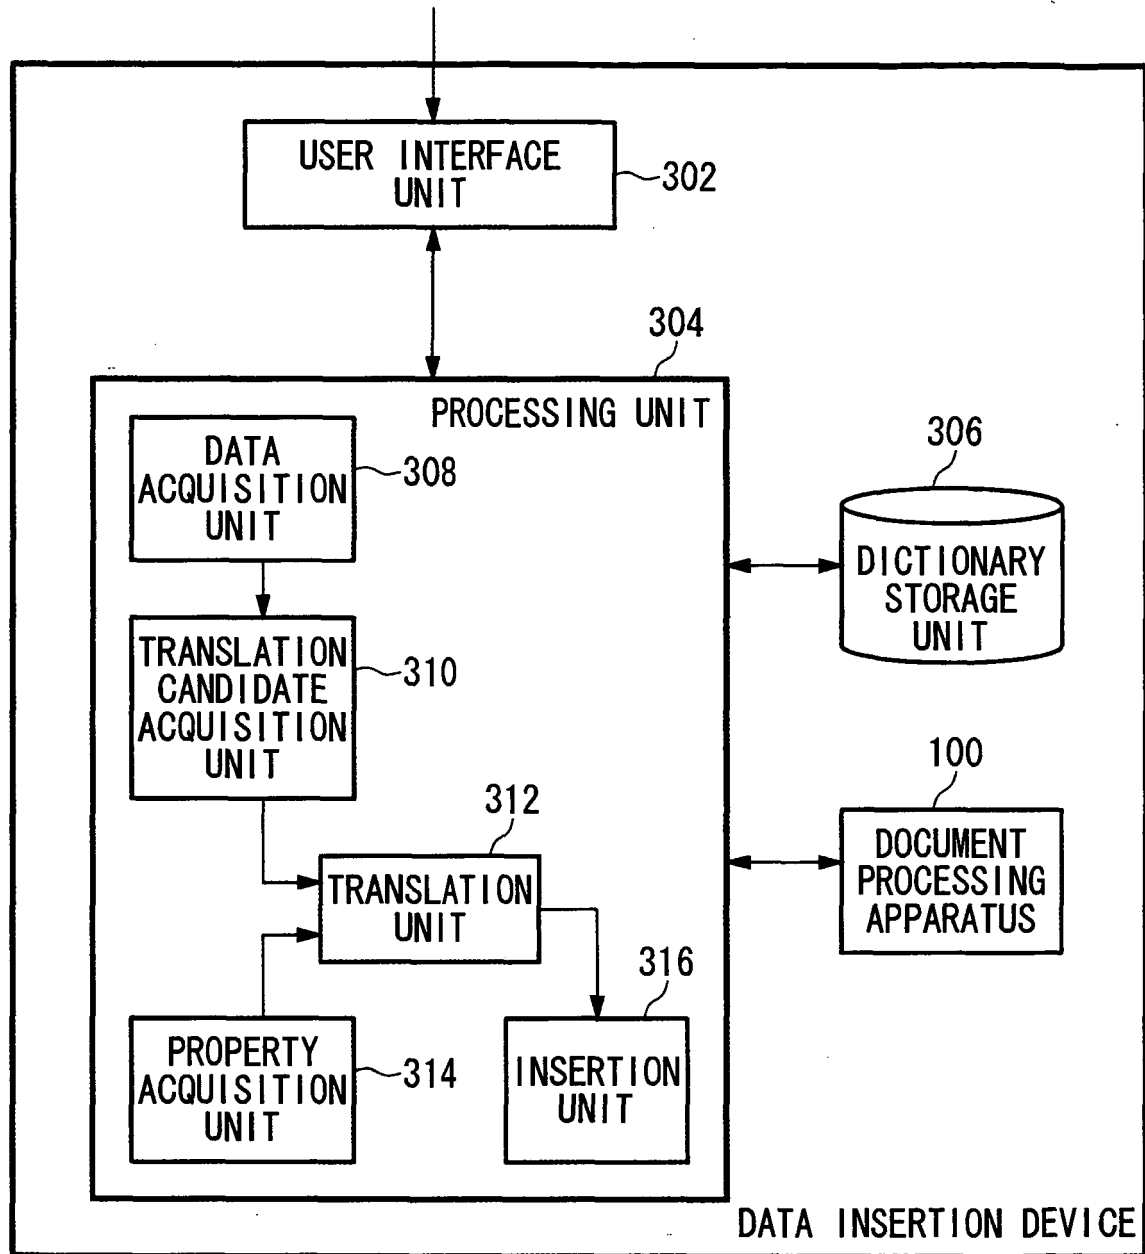 USER INTERFACE
UNIT
302
304
PROCESSING UNIT
DATA
ACQUISITION
UNIT
308
306
DICTIONARY
STORAGE
UNIT
TRANSLATION
CANDIDATE
ACQUISITION
UNIT
310
100
DOCUMENT
PROCESSING
APPARATUS
312
TRANSLATION
UNIT
316
PROPERTY
ACQUISITION
UNIT
314
INSERTION
UNIT
DATA INSERTION DEVICE